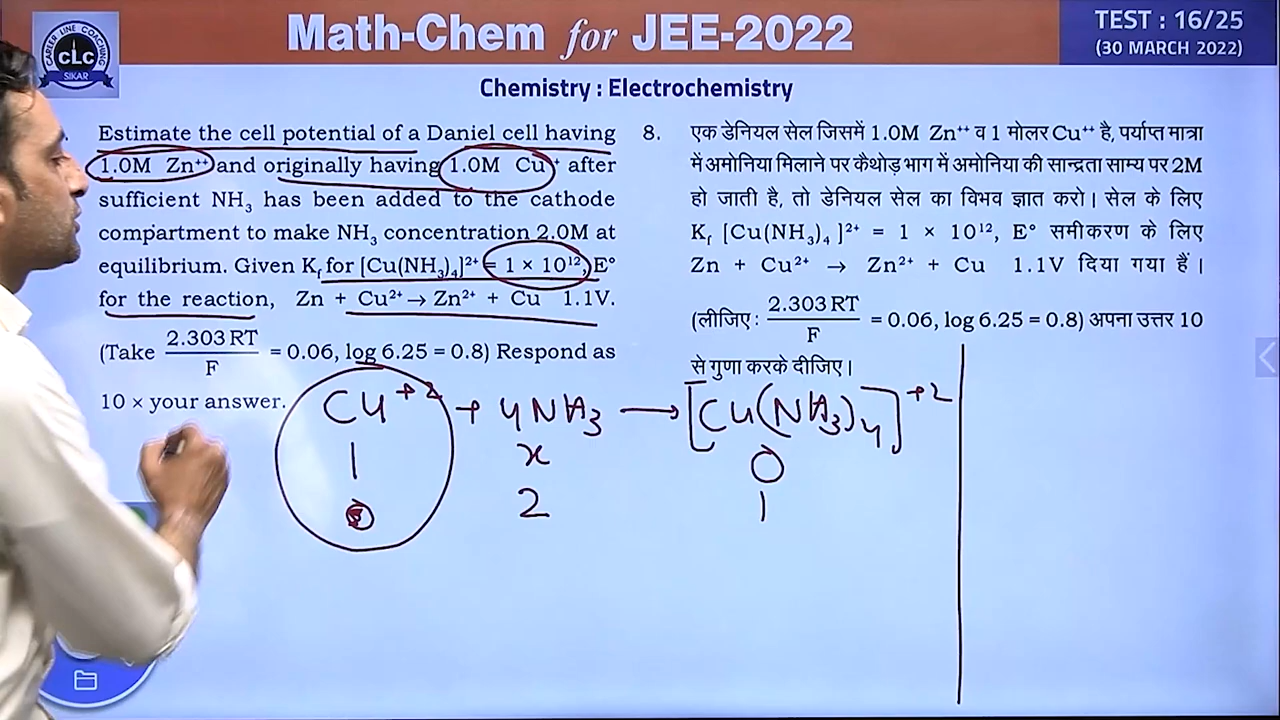 CAREER LINE COACHING
CLC
SIKAR
Math-Chem for JEE-2022
TEST : 16/25
(30 MARCH 2022)
Chemistry : Electrochemistry
Estimate the cell potential of a Daniel cell having
1.0M Zn⁺⁺ and originally having 1.0M Cu⁺ after
sufficient NH₃ has been added to the cathode
compartment to make NH₃ concentration 2.0M at
equilibrium. Given K_f for [Cu(NH₃)₄]²⁺ = 1 × 10¹², E°
for the reaction, Zn + Cu²⁺ → Zn²⁺ + Cu 1.1V.
(Take 2.303 RT / F = 0.06, log 6.25 = 0.8) Respond as
10 × your answer.
8. एक डेनियल सेल जिसमें 1.0M Zn⁺⁺ व 1 मोलर Cu⁺⁺ है, पर्याप्त मात्रा
में अमोनिया मिलाने पर कैथोड़ भाग में अमोनिया की सान्द्रता साम्य पर 2M
हो जाती है, तो डेनियल सेल का विभव ज्ञात करो। सेल के लिए
K_f [Cu(NH₃)₄ ]²⁺ = 1 × 10¹², E° समीकरण के लिए
Zn + Cu²⁺ → Zn²⁺ + Cu 1.1V दिया गया हैं।
(लीजिए : 2.303 RT / F = 0.06, log 6.25 = 0.8) अपना उत्तर 10
से गुणा करके दीजिए।
Cu⁺² + 4NH₃ → [Cu(NH₃)₄]⁺²
1 x 0
2 1